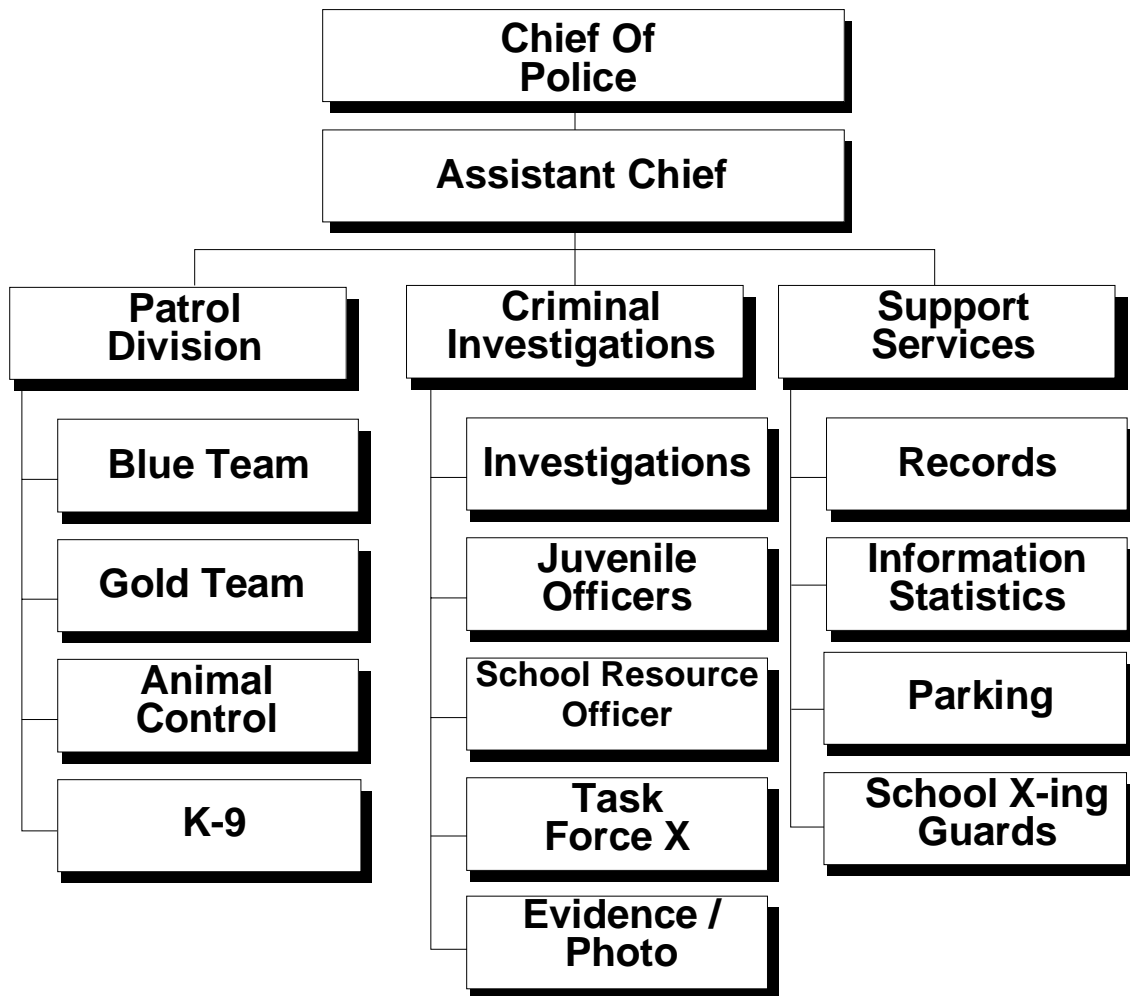 Chief Of
Police
Assistant Chief
Patrol
Division
Blue Team
Gold Team
Animal
Control
K-9
Criminal
Investigations
Investigations
Juvenile
Officers
School Resource
Officer
Task
Force X
Evidence /
Photo
Support
Services
Records
Information
Statistics
Parking
School X-ing
Guards